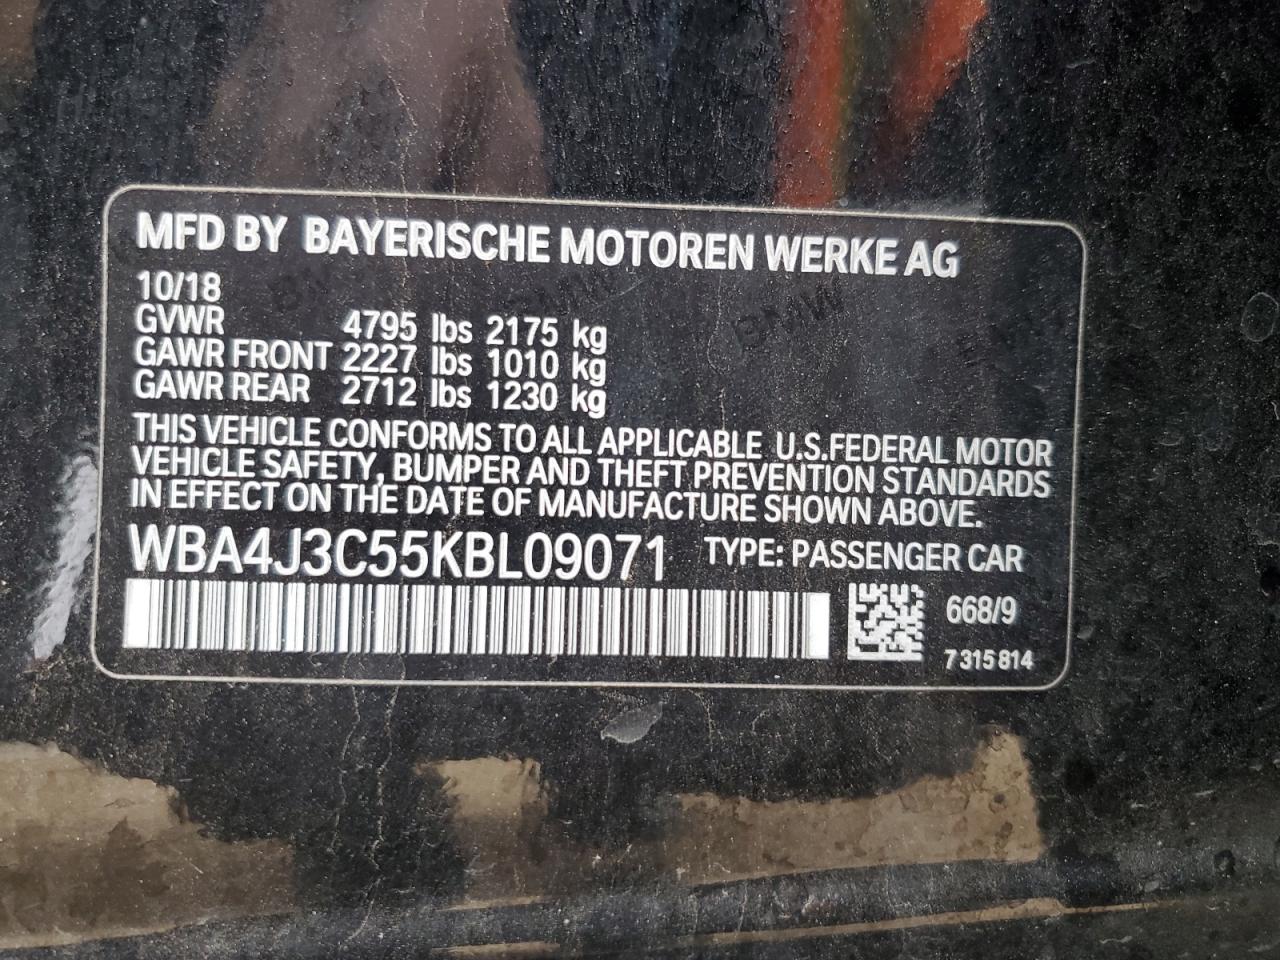 MFD BY BAYERISCHE MOTOREN WERKE AG
10/18
GVWR 4795 lbs 2175 kg
GAWR FRONT 2227 lbs 1010 kg
GAWR REAR 2712 lbs 1230 kg
THIS VEHICLE CONFORMS TO ALL APPLICABLE U.S.FEDERAL MOTOR
VEHICLE SAFETY, BUMPER AND THEFT PREVENTION STANDARDS
IN EFFECT ON THE DATE OF MANUFACTURE SHOWN ABOVE.
WBA4J3C55KBL09071 TYPE: PASSENGER CAR
668/9
7 315 814
BMW
BMW